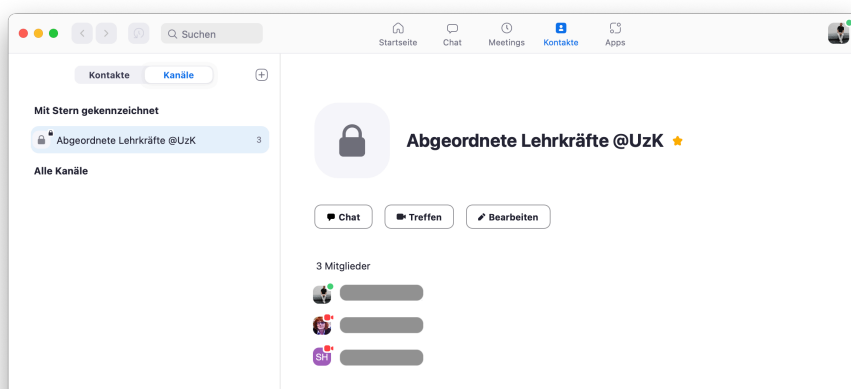 Suchen
Startseite
Chat
Meetings
Kontakte
Apps
Kontakte
Kanäle
Mit Stern gekennzeichnet
Abgeordnete Lehrkräfte @UzK 3
Alle Kanäle
Abgeordnete Lehrkräfte @UzK
Chat
Treffen
Bearbeiten
3 Mitglieder
SH